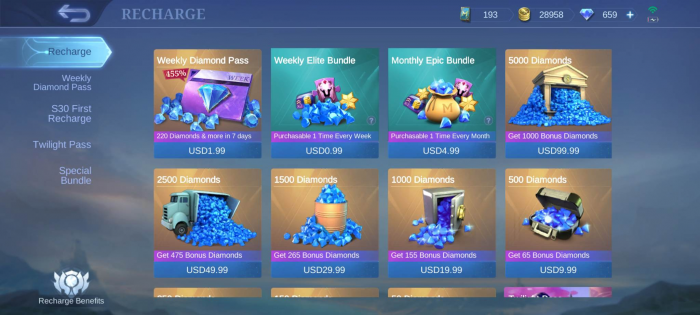 RECHARGE
193
28958
659
Recharge
Weekly
Diamond Pass
S30 First
Recharge
Twilight Pass
Special
Bundle
Recharge Benefits
Weekly Diamond Pass
455%
WEEK
220 Diamonds & more in 7 days
USD1.99
Weekly Elite Bundle
Purchasable 1 Time Every Week
USD0.99
Monthly Epic Bundle
M
Purchasable 1 Time Every Month
USD4.99
5000 Diamonds
Get 1000 Bonus Diamonds
USD99.99
2500 Diamonds
Get 475 Bonus Diamonds
USD49.99
1500 Diamonds
Get 265 Bonus Diamonds
USD29.99
1000 Diamonds
Get 155 Bonus Diamonds
USD19.99
500 Diamonds
Get 65 Bonus Diamonds
USD9.99